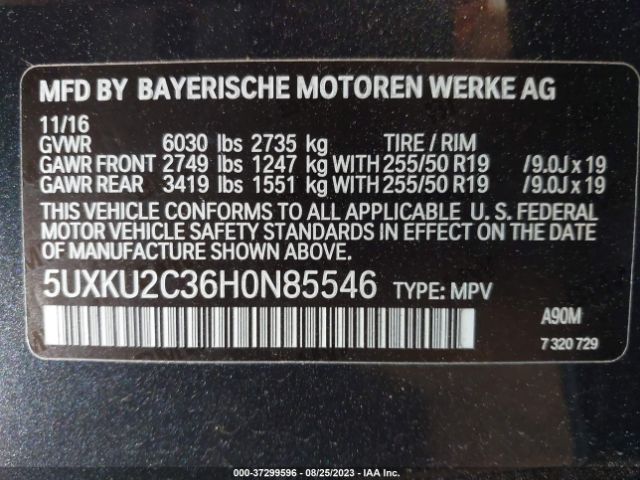 MFD BY BAYERISCHE MOTOREN WERKE AG
11/16
GVWR 6030 lbs 2735 kg TIRE / RIM
GAWR FRONT 2749 lbs 1247 kg WITH 255/50 R19 /9.0J x 19
GAWR REAR 3419 lbs 1551 kg WITH 255/50 R19 /9.0J x 19
THIS VEHICLE CONFORMS TO ALL APPLICABLE U. S. FEDERAL
MOTOR VEHICLE SAFETY STANDARDS IN EFFECT ON THE DATE
OF MANUFACTURE SHOWN ABOVE.
5UXKU2C36H0N85546 TYPE: MPV
A90M
7 320 729
000-37299596 - 08/25/2023 - IAA Inc.